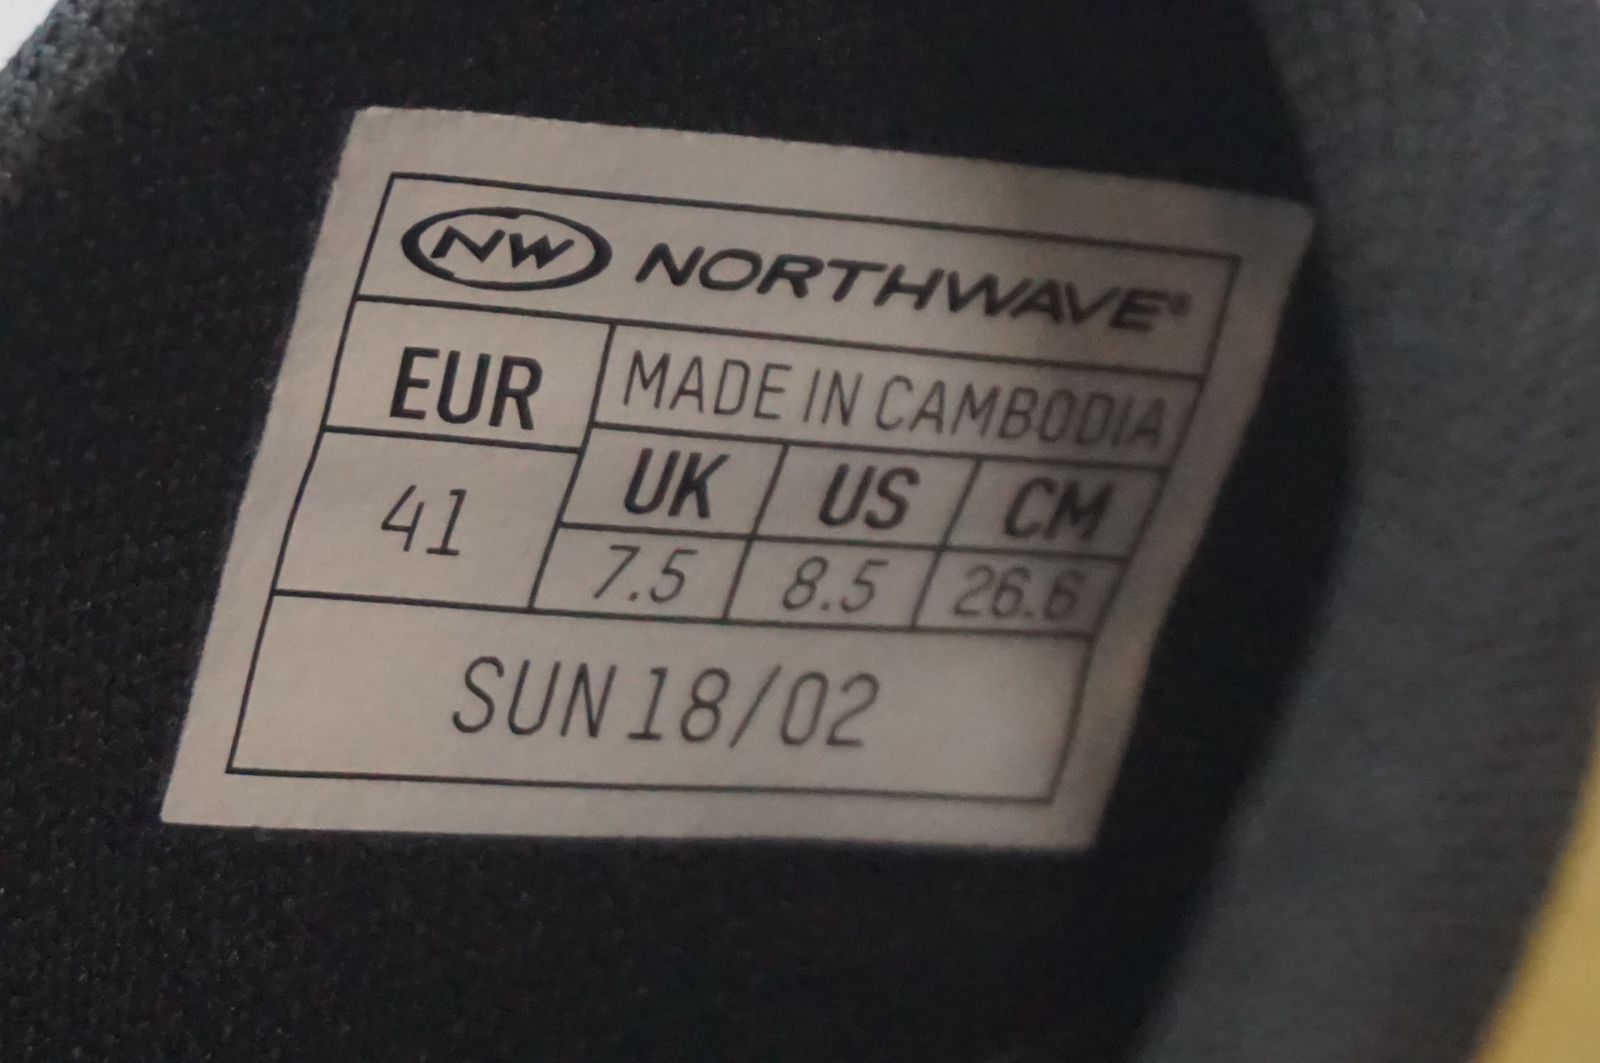 NW NORTHWAVE®
EUR MADE IN CAMBODIA
UK US CM
41 7.5 8.5 26.6
SUN 18/02